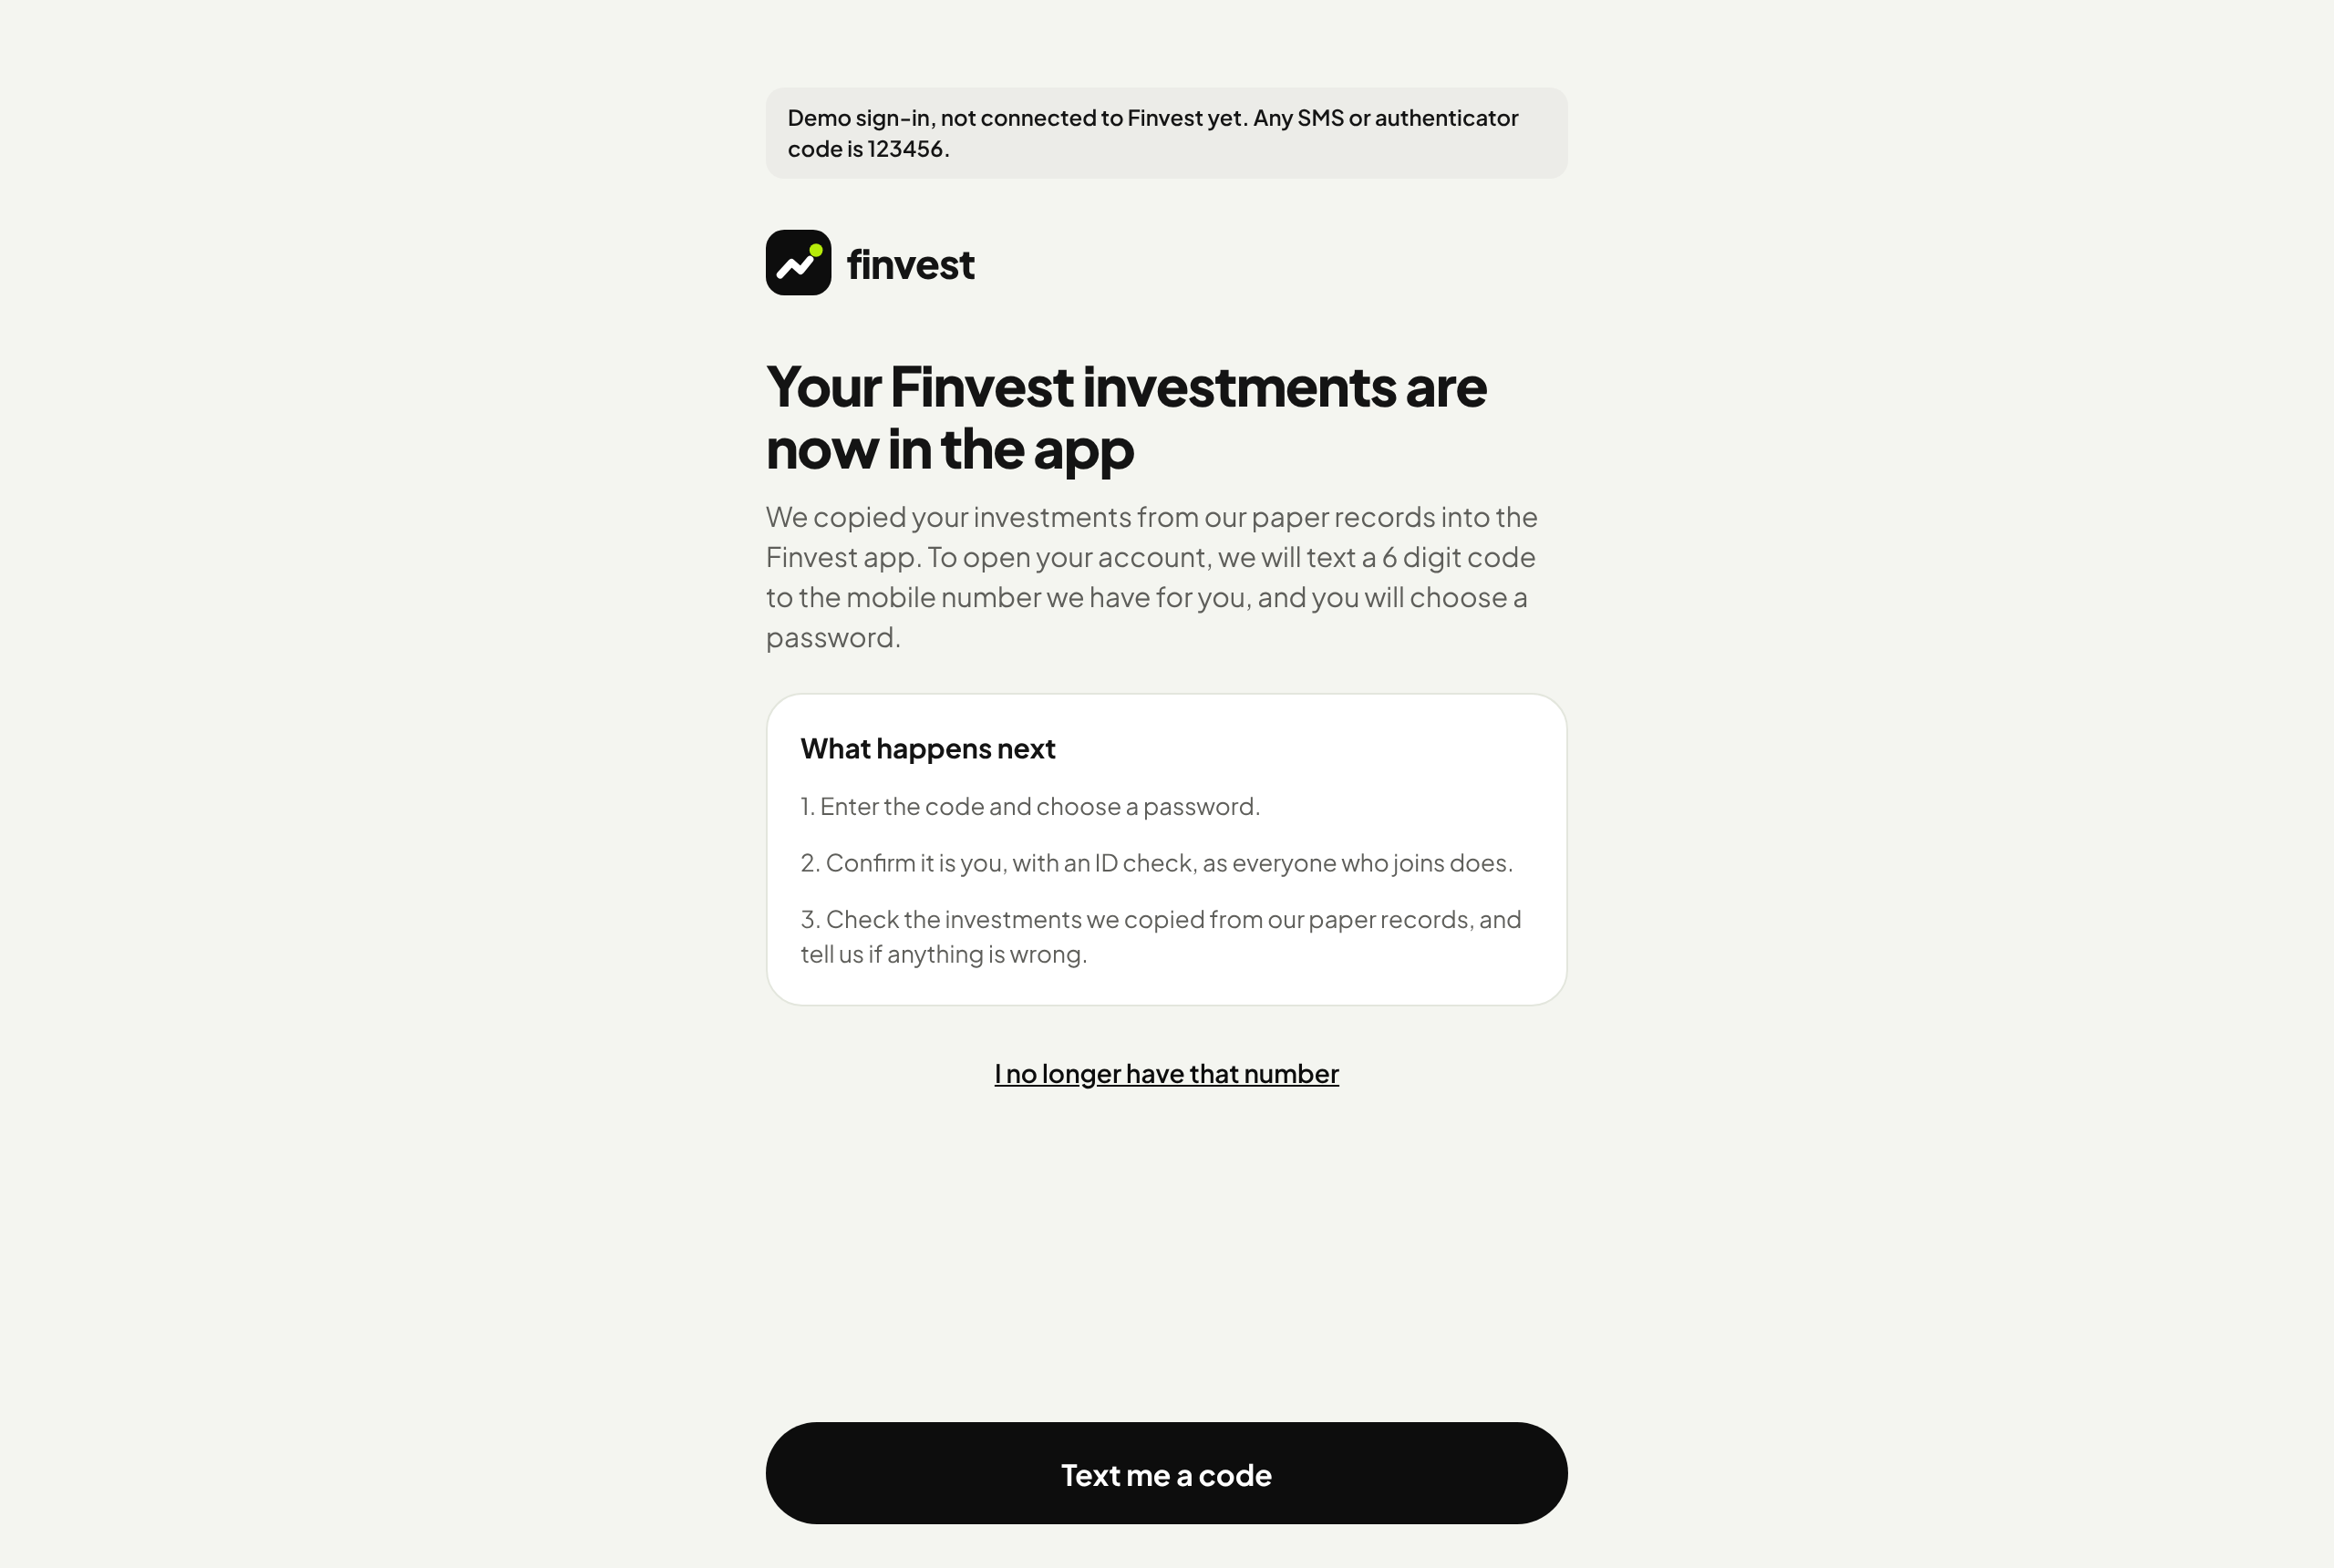 Demo sign-in, not connected to Finvest yet. Any SMS or authenticator
code is 123456.
finvest
Your Finvest investments are
now in the app
We copied your investments from our paper records into the
Finvest app. To open your account, we will text a 6 digit code
to the mobile number we have for you, and you will choose a
password.
What happens next
1. Enter the code and choose a password.
2. Confirm it is you, with an ID check, as everyone who joins does.
3. Check the investments we copied from our paper records, and
tell us if anything is wrong.
I no longer have that number
Text me a code